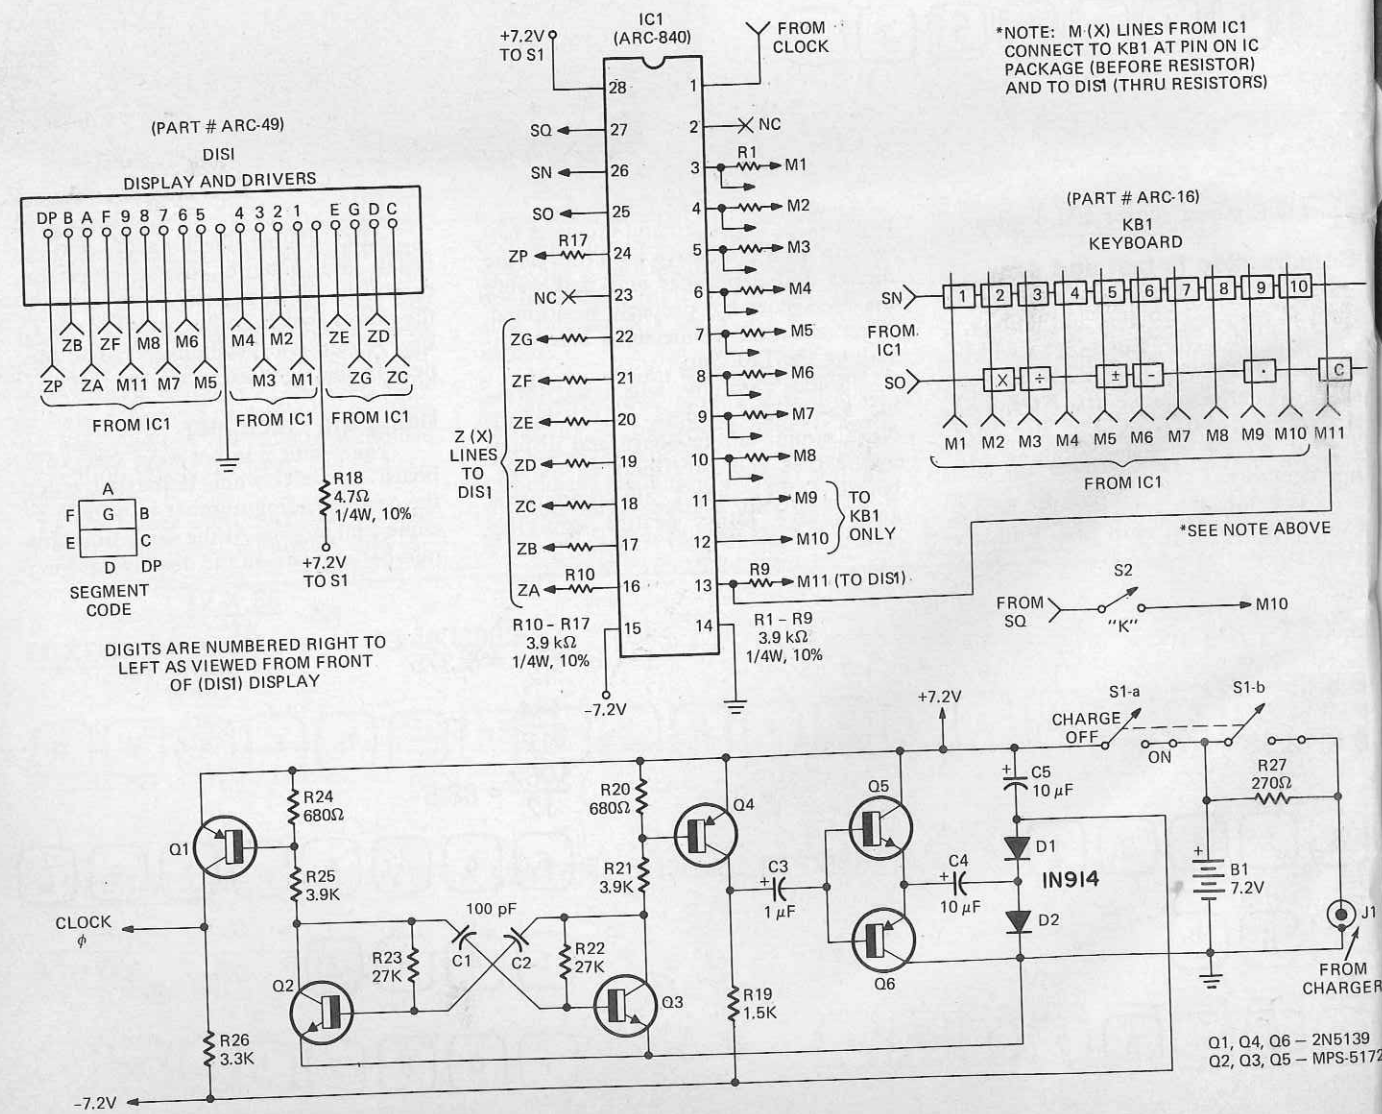 IC1
(ARC-840)
+7.2V
TO S1
FROM
CLOCK
*NOTE: M (X) LINES FROM IC1
CONNECT TO KB1 AT PIN ON IC
PACKAGE (BEFORE RESISTOR)
AND TO DIS1 (THRU RESISTORS)
28 1
SQ 27 2 NC
SN 26 3 R1 M1
SO 25 4 M2
ZP R17 24 5 M3
NC 23 6 M4
ZG 22 7 M5
ZF 21 8 M6
ZE 20 9 M7
ZD 19 10 M8
ZC 18 11 M9
ZB 17 12 M10
ZA R10 16 13 R9 M11 (TO DIS1)
15 14
Z (X)
LINES
TO
DIS1
TO
KB1
ONLY
R10 – R17
3.9 kΩ
1/4W, 10%
R1 – R9
3.9 kΩ
1/4W, 10%
–7.2V
(PART # ARC-49)
DISI
DISPLAY AND DRIVERS
DP B A F 9 8 7 6 5 4 3 2 1 E G D C
ZB ZF M8 M6 M4 M2 ZE ZD
ZP ZA M11 M7 M5 M3 M1 ZG ZC
FROM IC1 FROM IC1 FROM IC1
R18
4.7Ω
1/4W, 10%
+7.2V
TO S1
A
F G B
E C
D DP
SEGMENT
CODE
DIGITS ARE NUMBERED RIGHT TO
LEFT AS VIEWED FROM FRONT
OF (DIS1) DISPLAY
(PART # ARC-16)
KB1
KEYBOARD
SN 1 2 3 4 5 6 7 8 9 10
FROM
IC1
SO X ÷ ± – · C
M1 M2 M3 M4 M5 M6 M7 M8 M9 M10 M11
FROM IC1
*SEE NOTE ABOVE
FROM
SQ
S2
"K"
M10
+7.2V
CHARGE
OFF
S1-a
ON
S1-b
R27
270Ω
+
B1
7.2V
J1
FROM
CHARGER
Q1
R24
680Ω
R25
3.9K
CLOCK
ϕ
R26
3.3K
Q2
R23
27K
100 pF
C1
C2
R22
27K
Q3
R20
680Ω
R21
3.9K
Q4
R19
1.5K
+
C3
1 μF
Q5
Q6
+
C4
10 μF
+
C5
10 μF
D1
IN914
D2
–7.2V
Q1, Q4, Q6 – 2N5139
Q2, Q3, Q5 – MPS-5172